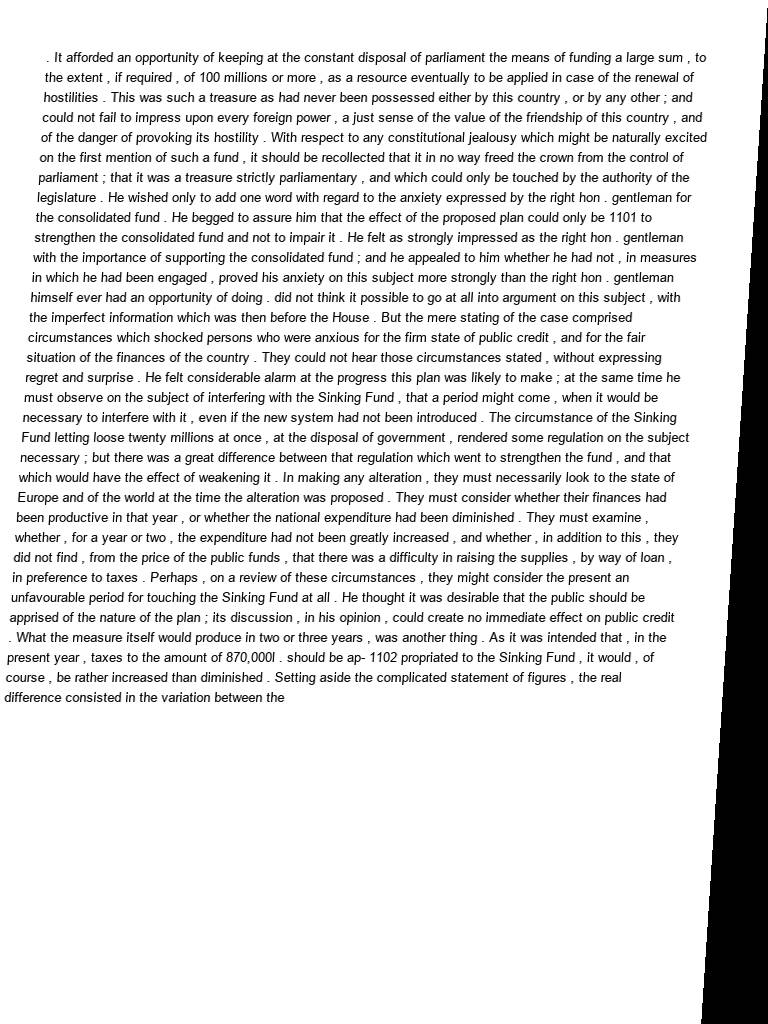 . It afforded an opportunity of keeping at the constant disposal of parliament the means of funding a large sum , to
the extent , if required , of 100 millions or more , as a resource eventually to be applied in case of the renewal of
hostilities . This was such a treasure as had never been possessed either by this country , or by any other ; and
could not fail to impress upon every foreign power , a just sense of the value of the friendship of this country , and
of the danger of provoking its hostility . With respect to any constitutional jealousy which might be naturally excited
on the first mention of such a fund , it should be recollected that it in no way freed the crown from the control of
parliament ; that it was a treasure strictly parliamentary , and which could only be touched by the authority of the
legislature . He wished only to add one word with regard to the anxiety expressed by the right hon . gentleman for
the consolidated fund . He begged to assure him that the effect of the proposed plan could only be 1101 to
strengthen the consolidated fund and not to impair it . He felt as strongly impressed as the right hon . gentleman
with the importance of supporting the consolidated fund ; and he appealed to him whether he had not , in measures
in which he had been engaged , proved his anxiety on this subject more strongly than the right hon . gentleman
himself ever had an opportunity of doing . did not think it possible to go at all into argument on this subject , with
the imperfect information which was then before the House . But the mere stating of the case comprised
circumstances which shocked persons who were anxious for the firm state of public credit , and for the fair
situation of the finances of the country . They could not hear those circumstances stated , without expressing
regret and surprise . He felt considerable alarm at the progress this plan was likely to make ; at the same time he
must observe on the subject of interfering with the Sinking Fund , that a period might come , when it would be
necessary to interfere with it , even if the new system had not been introduced . The circumstance of the Sinking
Fund letting loose twenty millions at once , at the disposal of government , rendered some regulation on the subject
necessary ; but there was a great difference between that regulation which went to strengthen the fund , and that
which would have the effect of weakening it . In making any alteration , they must necessarily look to the state of
Europe and of the world at the time the alteration was proposed . They must consider whether their finances had
been productive in that year , or whether the national expenditure had been diminished . They must examine ,
whether , for a year or two , the expenditure had not been greatly increased , and whether , in addition to this , they
did not find , from the price of the public funds , that there was a difficulty in raising the supplies , by way of loan ,
in preference to taxes . Perhaps , on a review of these circumstances , they might consider the present an
unfavourable period for touching the Sinking Fund at all . He thought it was desirable that the public should be
apprised of the nature of the plan ; its discussion , in his opinion , could create no immediate effect on public credit
. What the measure itself would produce in two or three years , was another thing . As it was intended that , in the
present year , taxes to the amount of 870,000l . should be ap- 1102 propriated to the Sinking Fund , it would , of
course , be rather increased than diminished . Setting aside the complicated statement of figures , the real
difference consisted in the variation between the